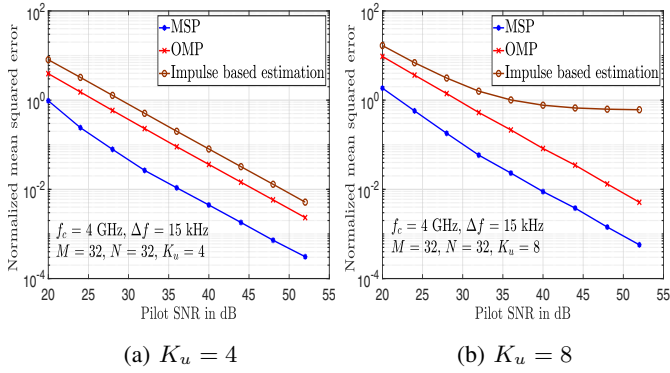 10^2
10^0
10^-2
10^-4
Normalized mean squared error
MSP
OMP
Impulse based estimation
f_c = 4 GHz, Δf = 15 kHz
M = 32, N = 32, K_u = 4
20 25 30 35 40 45 50 55
Pilot SNR in dB
(a) K_u = 4
10^2
10^0
10^-2
10^-4
Normalized mean squared error
MSP
OMP
Impulse based estimation
f_c = 4 GHz, Δf = 15 kHz
M = 32, N = 32, K_u = 8
20 25 30 35 40 45 50 55
Pilot SNR in dB
(b) K_u = 8